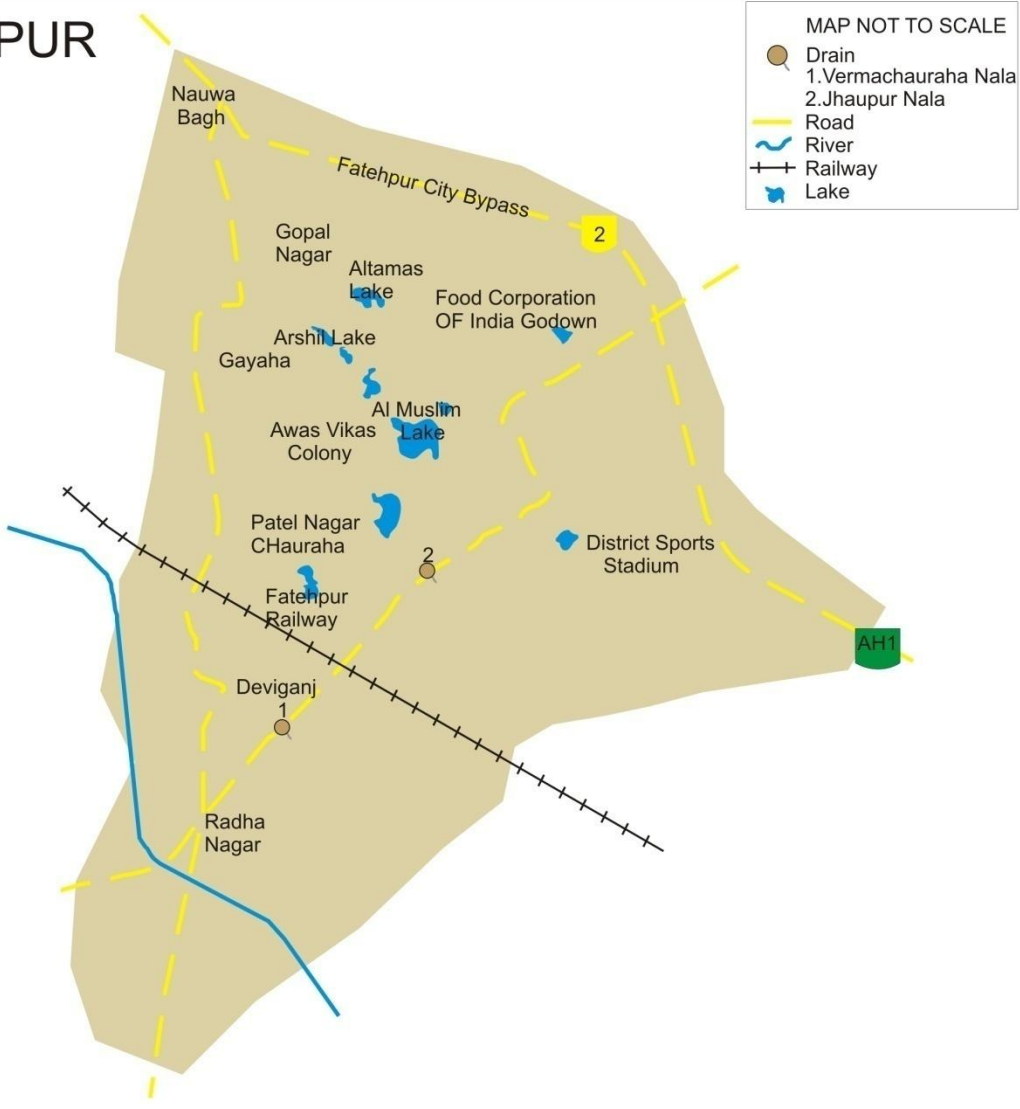 PUR
MAP NOT TO SCALE
Drain
1.Vermachauraha Nala
2.Jhaupur Nala
Road
River
Railway
Lake
Nauwa
Bagh
Fatehpur City Bypass
2
Gopal
Nagar
Altamas
Lake
Food Corporation
OF India Godown
Arshil Lake
Gayaha
Al Muslim
Lake
Awas Vikas
Colony
Patel Nagar
CHauraha
2
District Sports
Stadium
Fatehpur
Railway
AH1
Deviganj
1
Radha
Nagar